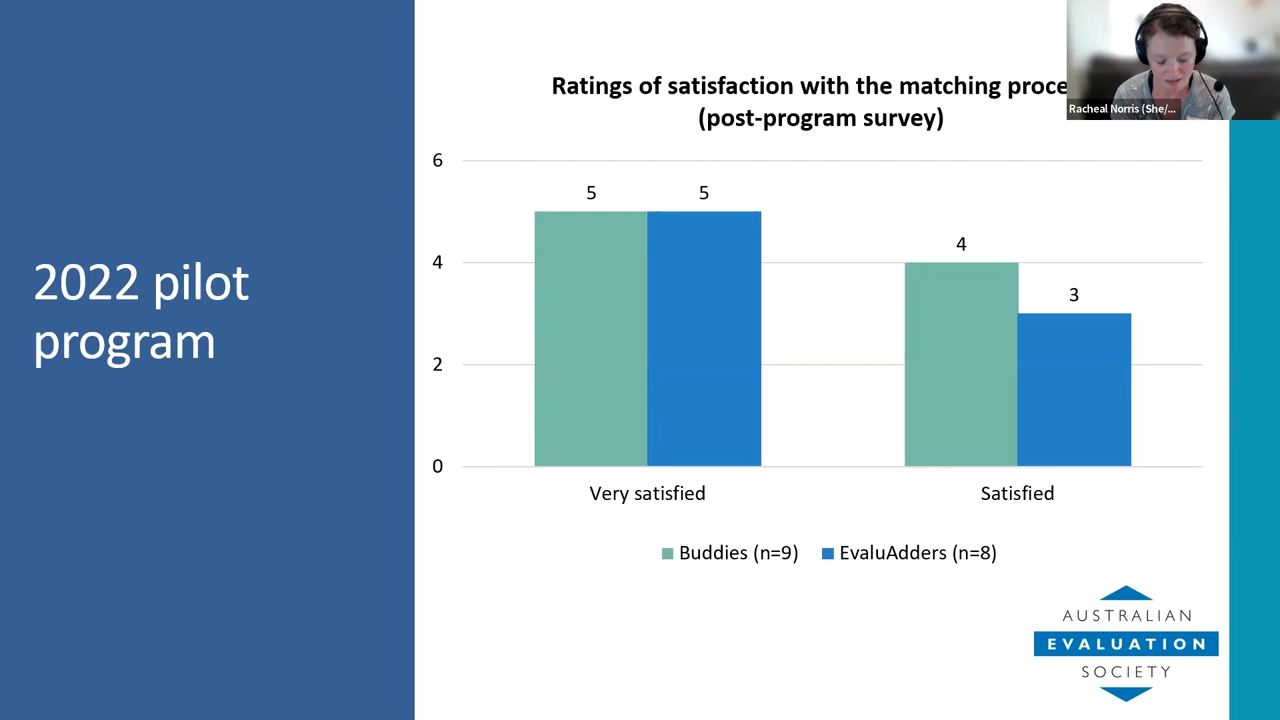 Ratings of satisfaction with the matching proce
(post-program survey)
Racheal Norris (She/...
2022 pilot
program
6
4
2
0
5
5
4
3
Very satisfied
Satisfied
Buddies (n=9)
EvaluAdders (n=8)
AUSTRALIAN
EVALUATION
SOCIETY